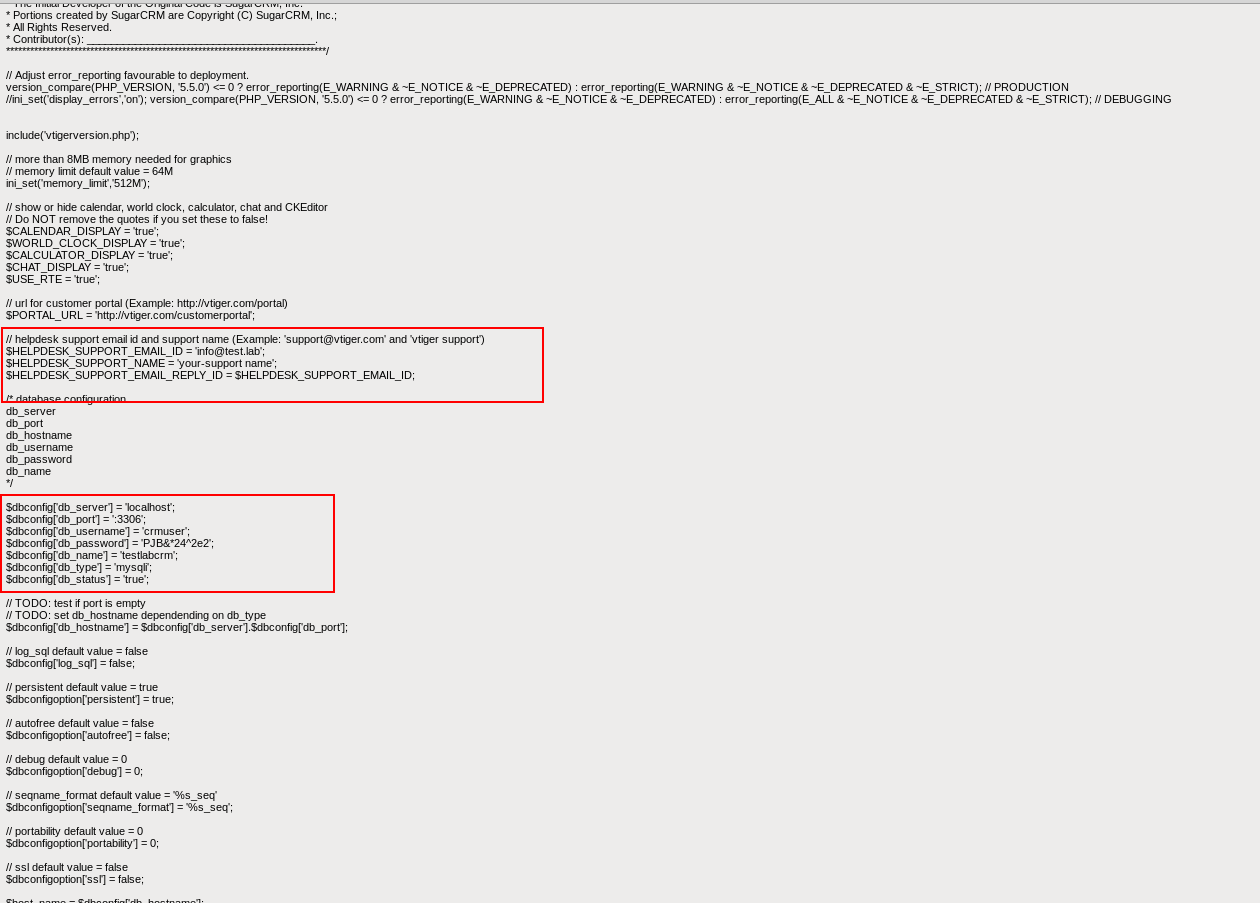 * The Initial Developer of the Original Code is SugarCRM, Inc.
* Portions created by SugarCRM are Copyright (C) SugarCRM, Inc.;
* All Rights Reserved.
* Contributor(s): ______________________________________.
********************************************************************************/
// Adjust error_reporting favourable to deployment.
version_compare(PHP_VERSION, '5.5.0') <= 0 ? error_reporting(E_WARNING & ~E_NOTICE & ~E_DEPRECATED) : error_reporting(E_WARNING & ~E_NOTICE & ~E_DEPRECATED & ~E_STRICT); // PRODUCTION
//ini_set('display_errors','on'); version_compare(PHP_VERSION, '5.5.0') <= 0 ? error_reporting(E_WARNING & ~E_NOTICE & ~E_DEPRECATED) : error_reporting(E_ALL & ~E_NOTICE & ~E_DEPRECATED & ~E_STRICT); // DEBUGGING
include('vtigerversion.php');
// more than 8MB memory needed for graphics
// memory limit default value = 64M
ini_set('memory_limit','512M');
// show or hide calendar, world clock, calculator, chat and CKEditor
// Do NOT remove the quotes if you set these to false!
$CALENDAR_DISPLAY = 'true';
$WORLD_CLOCK_DISPLAY = 'true';
$CALCULATOR_DISPLAY = 'true';
$CHAT_DISPLAY = 'true';
$USE_RTE = 'true';
// url for customer portal (Example: http://vtiger.com/portal)
$PORTAL_URL = 'http://vtiger.com/customerportal';
// helpdesk support email id and support name (Example: 'support@vtiger.com' and 'vtiger support')
$HELPDESK_SUPPORT_EMAIL_ID = 'info@test.lab';
$HELPDESK_SUPPORT_NAME = 'your-support name';
$HELPDESK_SUPPORT_EMAIL_REPLY_ID = $HELPDESK_SUPPORT_EMAIL_ID;
/* database configuration
db_server
db_port
db_hostname
db_username
db_password
db_name
*/
$dbconfig['db_server'] = 'localhost';
$dbconfig['db_port'] = ':3306';
$dbconfig['db_username'] = 'crmuser';
$dbconfig['db_password'] = 'PJB&*24^2e2';
$dbconfig['db_name'] = 'testlabcrm';
$dbconfig['db_type'] = 'mysqli';
$dbconfig['db_status'] = 'true';
// TODO: test if port is empty
// TODO: set db_hostname dependending on db_type
$dbconfig['db_hostname'] = $dbconfig['db_server'].$dbconfig['db_port'];
// log_sql default value = false
$dbconfig['log_sql'] = false;
// persistent default value = true
$dbconfigoption['persistent'] = true;
// autofree default value = false
$dbconfigoption['autofree'] = false;
// debug default value = 0
$dbconfigoption['debug'] = 0;
// seqname_format default value = '%s_seq'
$dbconfigoption['seqname_format'] = '%s_seq';
// portability default value = 0
$dbconfigoption['portability'] = 0;
// ssl default value = false
$dbconfigoption['ssl'] = false;
$host_name = $dbconfig['db_hostname'];